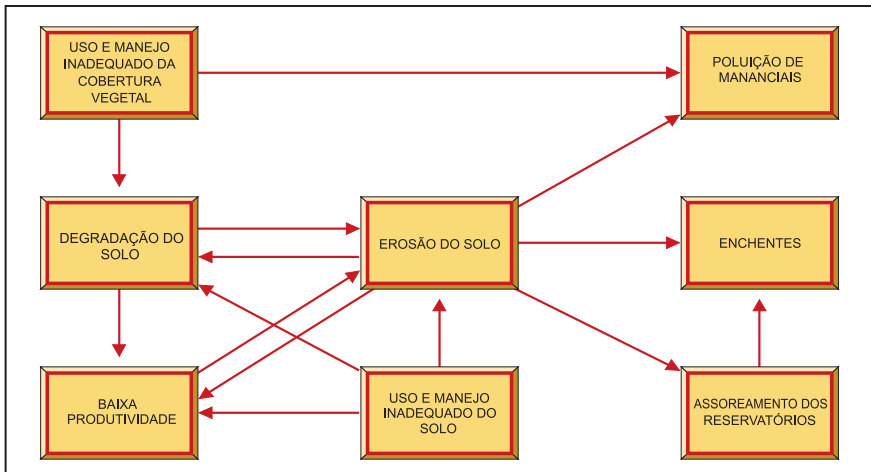 USO E MANEJO
INADEQUADO DA
COBERTURA
VEGETAL
POLUIÇÃO DE
MANANCIAIS
DEGRADAÇÃO DO
SOLO
EROSÃO DO SOLO
ENCHENTES
BAIXA
PRODUTIVIDADE
USO E MANEJO
INADEQUADO DO
SOLO
ASSOREAMENTO DOS
RESERVATÓRIOS